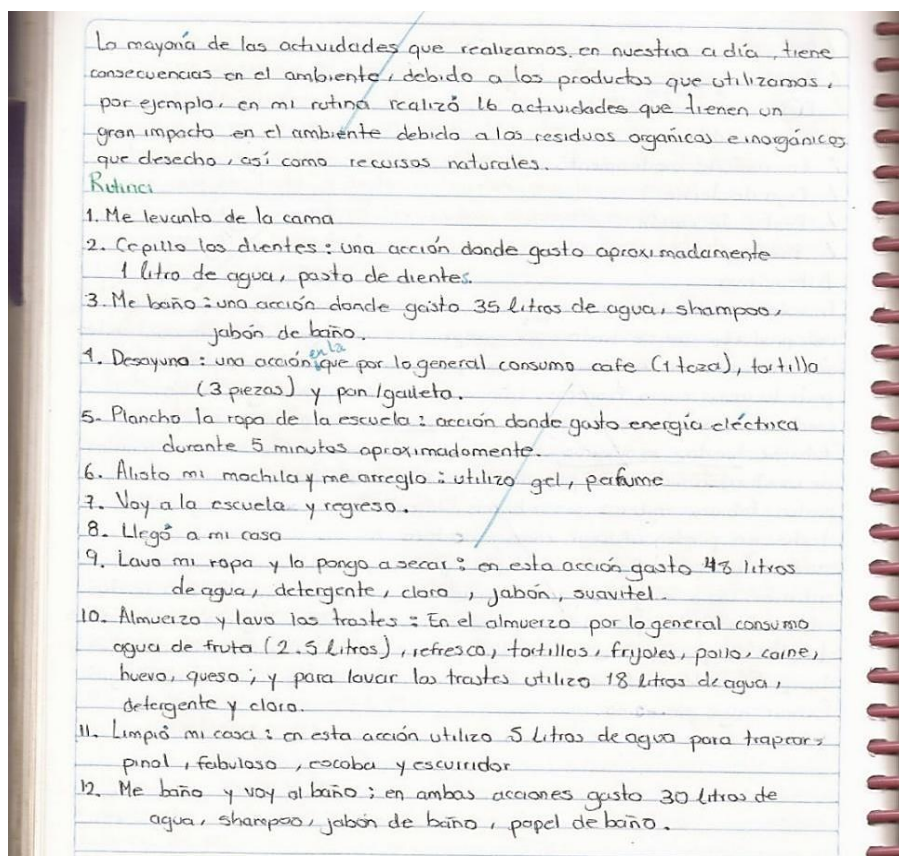 La mayoría de las actividades que realizamos, en nuestra a día, tiene
consecuencias en el ambiente, debido a los productos que utilizamos,
por ejemplo, en mi rutina realizó 16 actividades que tienen un
gran impacto en el ambiente debido a los residuos orgánicos e inorgánicos
que desecho, así como recursos naturales.
Rutina
1. Me levanto de la cama
2. Cepillo los dientes: una acción donde gasto aproximadamente
1 litro de agua, pasta de dientes.
3. Me baño: una acción donde gasto 35 litros de agua, shampoo,
jabón de baño.
4. Desayuno: una acción en la que por lo general consumo cafe (1 taza), tortilla
(3 piezas) y pan/galleta.
5. Plancho la ropa de la escuela: acción donde gasto energía eléctrica
durante 5 minutos aproximadamente.
6. Alisto mi mochila y me arreglo: utilizo gel, perfume
7. Voy a la escuela y regreso.
8. Llegó a mi casa
9. Lavo mi ropa y la pongo a secar: en esta acción gasto 48 litros
de agua, detergente, cloro, jabón, suavitel.
10. Almuerzo y lavo los trastes: En el almuerzo por lo general consumo
agua de fruta (2.5 litros), refresco, tortillas, frijoles, pollo, carne,
huevo, queso; y para lavar los trastes utilizo 18 litros de agua,
detergente y cloro.
11. Limpió mi casa: en esta acción utilizo 5 Litros de agua para trapear,
pinol, fabuloso, escoba y escurridor
12. Me baño y voy al baño; en ambas acciones gasto 30 litros de
agua, shampoo, jabón de baño, papel de baño.